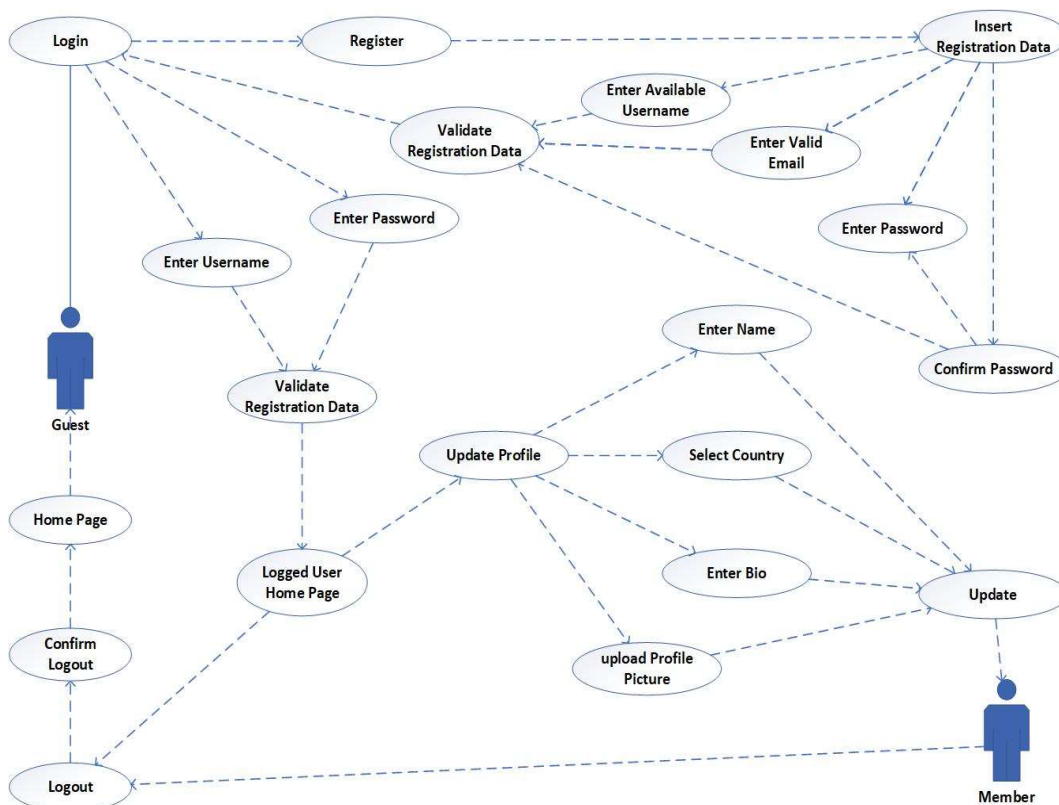 Login
Register
Insert
Registration Data
Enter Available
Username
Validate
Registration Data
Enter Valid
Email
Enter Password
Enter Password
Enter Username
Enter Name
Validate
Registration Data
Confirm Password
Guest
Update Profile
Select Country
Home Page
Logged User
Home Page
Enter Bio
Update
Confirm
Logout
upload Profile
Picture
Logout
Member